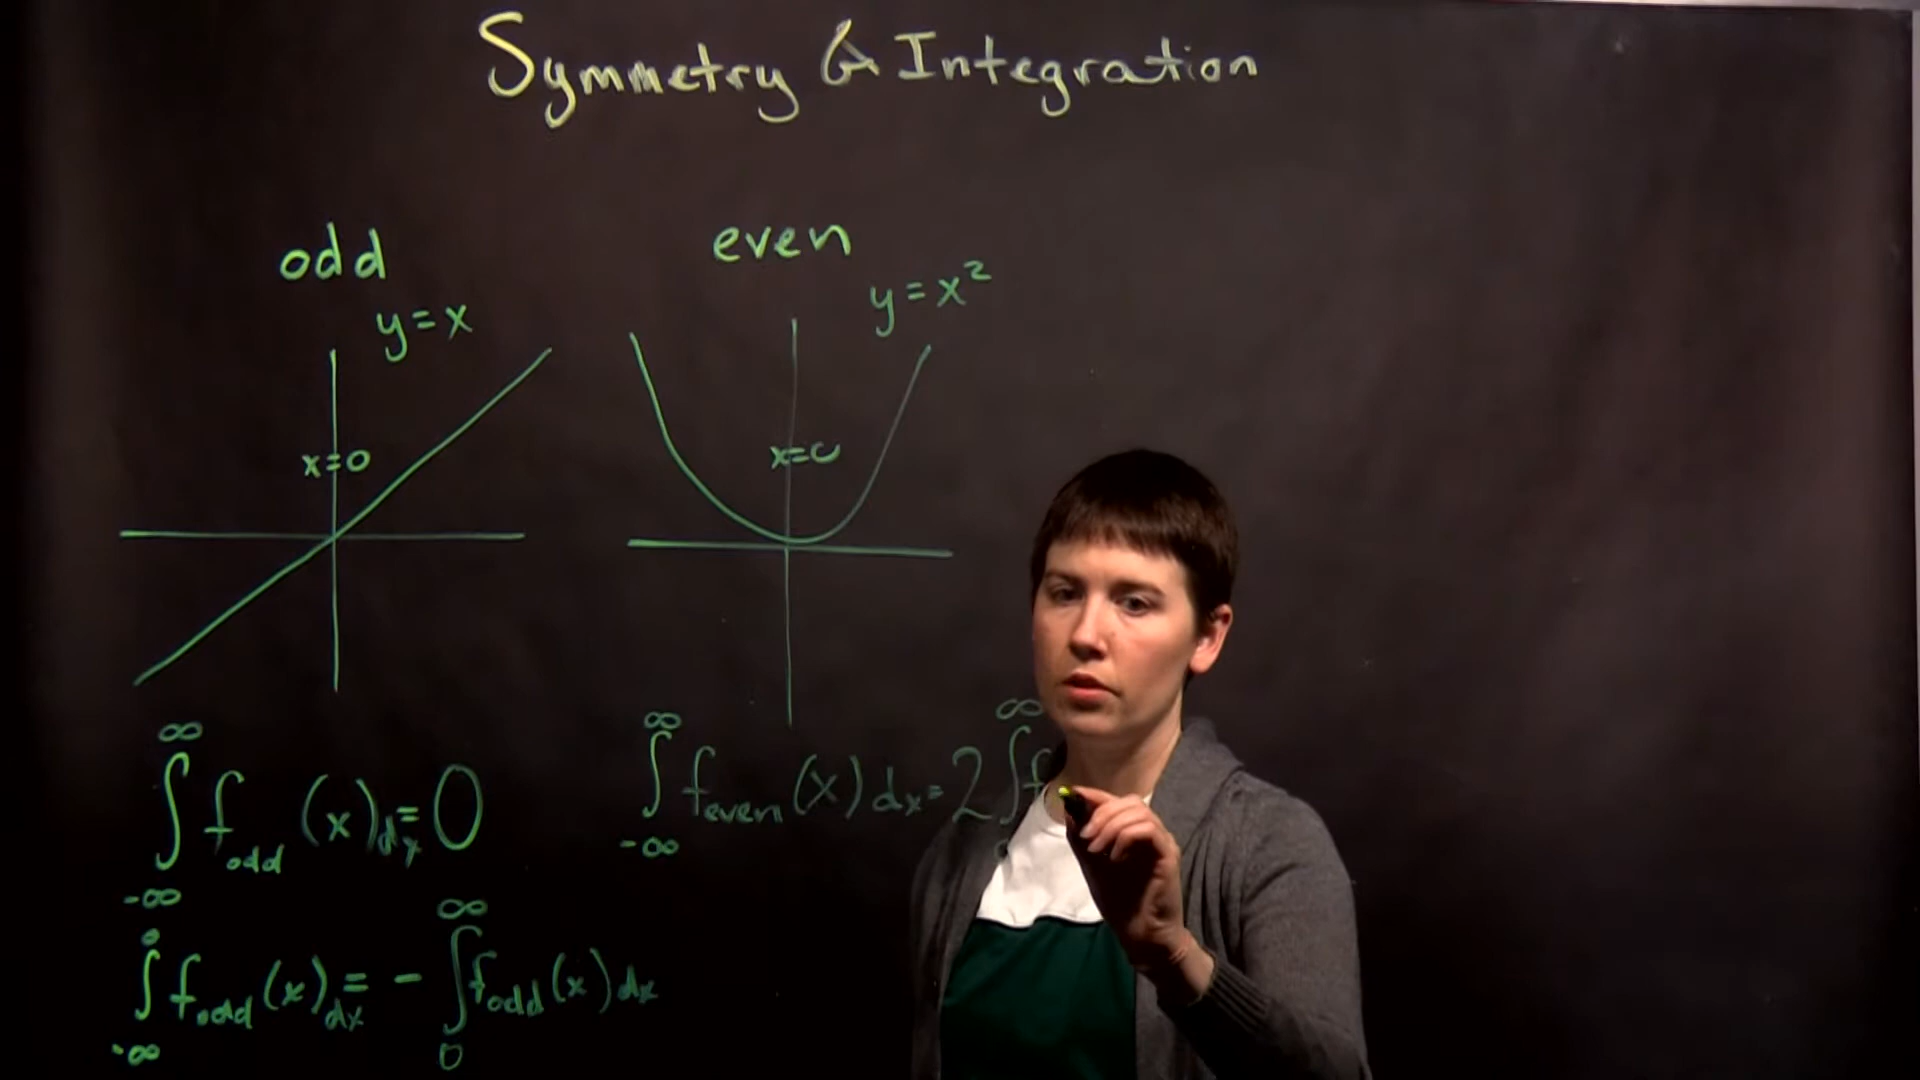 Symmetry & Integration
odd
y=x
x=0
even
y=x²
x=0
∞
∫ f_odd (x) dx = 0
-∞
0
∫ f_odd (x) dx = - ∫ f_odd (x) dx
-∞
∞
0
∞
∫ f_even (x) dx = 2 ∫ f
-∞
∞